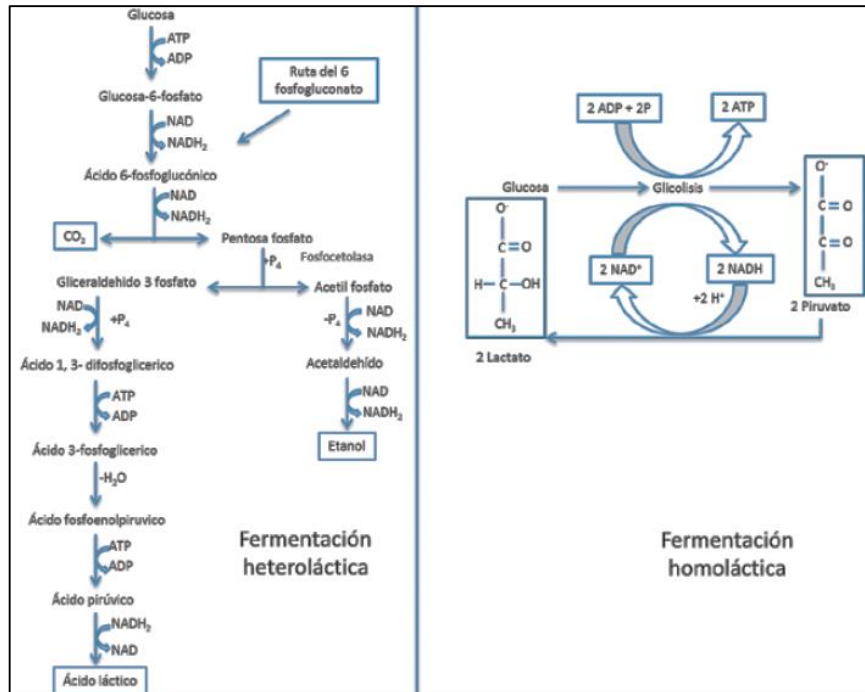 Glucosa
ATP
ADP
Glucosa-6-fosfato
Ruta del 6
fosfogluconato
NAD
NADH₂
Ácido 6-fosfoglucónico
NAD
NADH₂
CO₂
Pentosa fosfato
+P₄
Fosfocetolasa
Gliceraldehido 3 fosfato
Acetil fosfato
NAD
NADH₂
+P₄
-P₄
NAD
NADH₂
Ácido 1, 3- difosfoglicerico
Acetaldehído
ATP
ADP
NAD
NADH₂
Ácido 3-fosfoglicerico
Etanol
-H₂O
Ácido fosfoenolpiruvico
ATP
ADP
Ácido pirúvico
NADH₂
NAD
Ácido láctico
Fermentación
heteroláctica
2 ADP + 2P
2 ATP
Glucosa
Glicolisis
O⁻
C = O
H – C – OH
CH₃
2 Lactato
2 NAD⁺
2 NADH
+2 H⁺
O⁻
C = O
C = O
CH₃
2 Piruvato
Fermentación
homoláctica